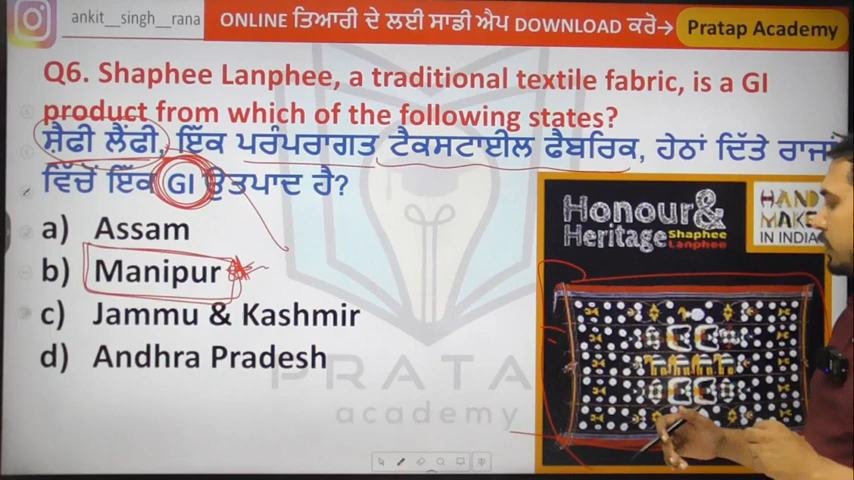 ankit__singh_rana
ONLINE ਤਿਆਰੀ ਦੇ ਲਈ ਸਾਡੀ ਐਪ DOWNLOAD ਕਰੋ→
Pratap Academy
Q6. Shaphee Lanphee, a traditional textile fabric, is a GI
product from which of the following states?
ਸ਼ੈਫੀ ਲੈਂਫੀ, ਇੱਕ ਪਰੰਪਰਾਗਤ ਟੈਕਸਟਾਈਲ ਫੈਬਰਿਕ, ਹੇਠਾਂ ਦਿੱਤੇ
ਵਿੱਚੋਂ ਇੱਕ GI ਉਤਪਾਦ ਹੈ?
a) Assam
b) Manipur
c) Jammu & Kashmir
d) Andhra Pradesh
Honour &
Heritage Shaphee
Lanphee
HAND
MADE
IN INDIA
PRATA
academy